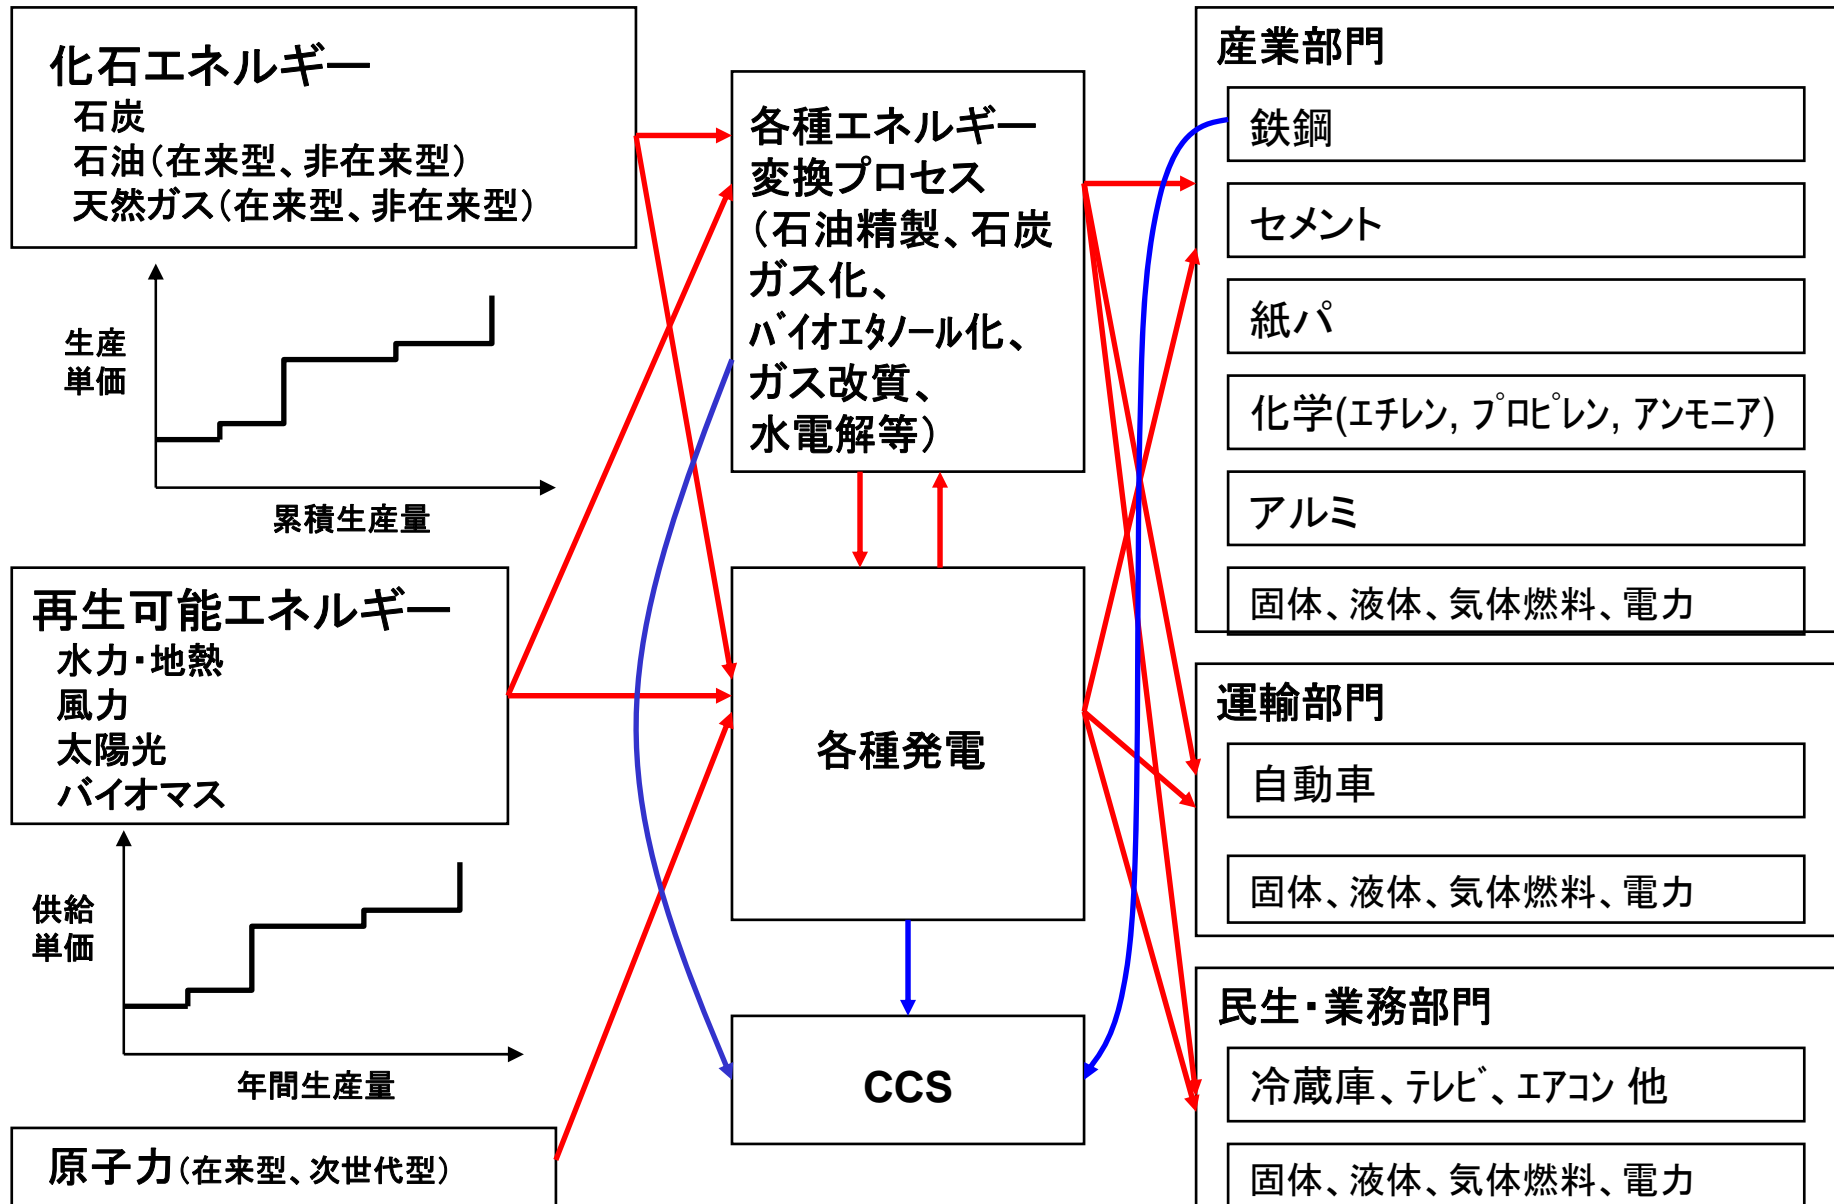 化石エネルギー
石炭
石油(在来型、非在来型)
天然ガス(在来型、非在来型)
生産
単価
累積生産量
再生可能エネルギー
水力・地熱
風力
太陽光
バイオマス
供給
単価
年間生産量
原子力(在来型、次世代型)
各種エネルギー
変換プロセス
(石油精製、石炭
ガス化、
バイオエタノール化、
ガス改質、
水電解等)
各種発電
CCS
産業部門
鉄鋼
セメント
紙パ
化学(エチレン, プロピレン, アンモニア)
アルミ
固体、液体、気体燃料、電力
運輸部門
自動車
固体、液体、気体燃料、電力
民生・業務部門
冷蔵庫、テレビ、エアコン 他
固体、液体、気体燃料、電力